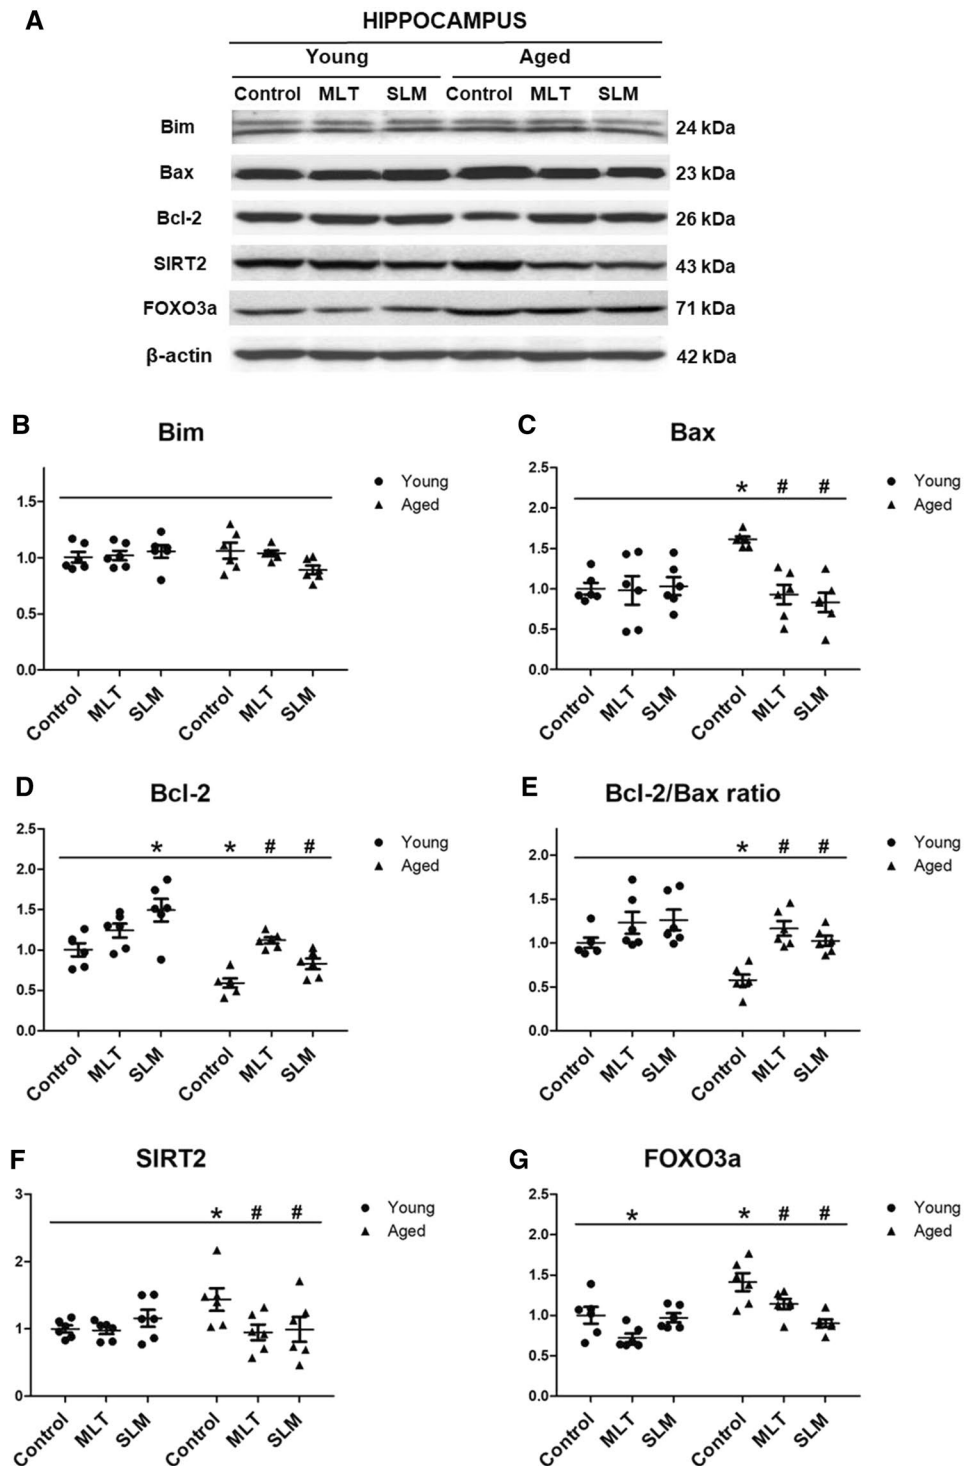 A
HIPPOCAMPUS
Young Aged
Control MLT SLM Control MLT SLM
Bim 24 kDa
Bax 23 kDa
Bcl-2 26 kDa
SIRT2 43 kDa
FOXO3a 71 kDa
β-actin 42 kDa
B
Bim
1.5
1.0
0.5
0.0
Control MLT SLM Control MLT SLM
Young
Aged
C
Bax
* # #
2.5
2.0
1.5
1.0
0.5
0.0
Control MLT SLM Control MLT SLM
Young
Aged
D
Bcl-2
* * # #
2.5
2.0
1.5
1.0
0.5
0.0
Control MLT SLM Control MLT SLM
Young
Aged
E
Bcl-2/Bax ratio
* # #
2.0
1.5
1.0
0.5
0.0
Control MLT SLM Control MLT SLM
Young
Aged
F
SIRT2
* # #
3
2
1
0
Control MLT SLM Control MLT SLM
Young
Aged
G
FOXO3a
* * # #
2.5
2.0
1.5
1.0
0.5
0.0
Control MLT SLM Control MLT SLM
Young
Aged